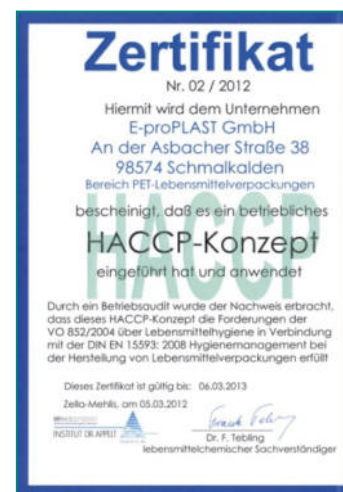 Zertifikat
Nr. 02 / 2012
Hiermit wird dem Unternehmen
E-proPLAST GmbH
An der Asbacher Straße 38
98574 Schmalkalden
Bereich PET-Lebensmittelverpackungen
bescheinigt, daß es ein betriebliches
HACCP
HACCP-Konzept
eingeführt hat und anwendet
Durch ein Betriebsaudit wurde der Nachweis erbracht,
dass dieses HACCP-Konzept die Forderungen der
VO 852/2004 über Lebensmittelhygiene in Verbindung
mit der DIN EN 15593: 2008 Hygienemanagement bei
der Herstellung von Lebensmittelverpackungen erfüllt
Dieses Zertifikat ist gültig bis: 06.03.2013
Zella-Mehlis, am 05.03.2012
INSTITUT DR.APPELT
Dr. F. Tebling
lebensmittelchemischer Sachverständiger